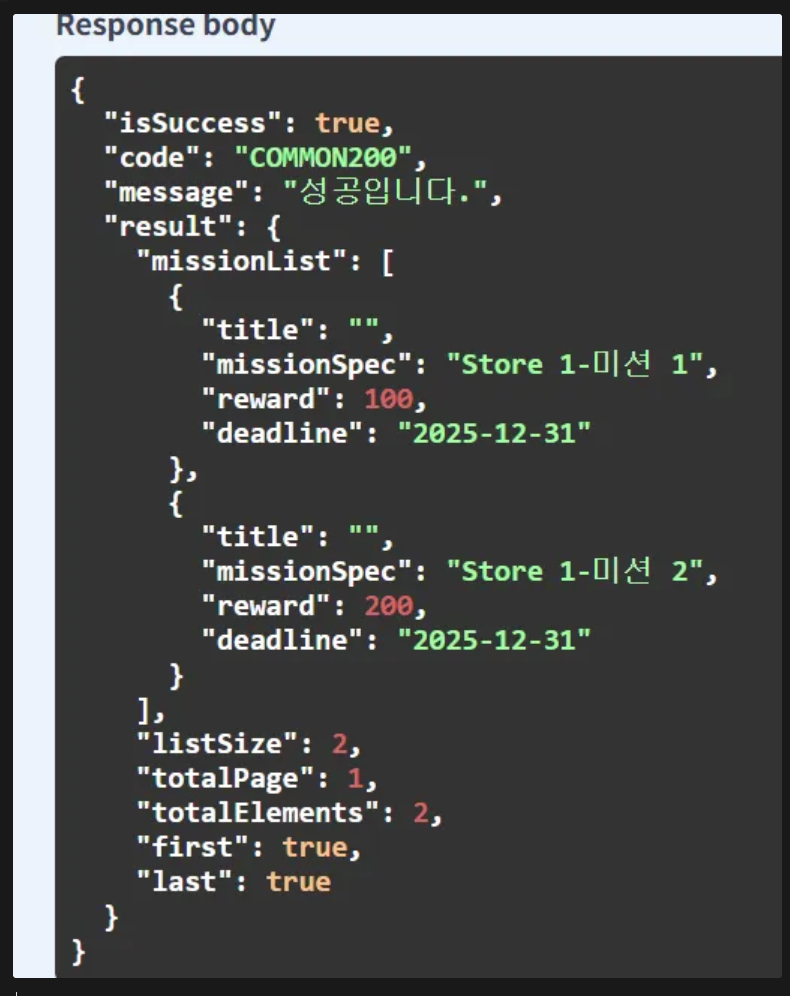 Response body
{
  "isSuccess": true,
  "code": "COMMON200",
  "message": "성공입니다.",
  "result": {
    "missionList": [
      {
        "title": "",
        "missionSpec": "Store 1-미션 1",
        "reward": 100,
        "deadline": "2025-12-31"
      },
      {
        "title": "",
        "missionSpec": "Store 1-미션 2",
        "reward": 200,
        "deadline": "2025-12-31"
      }
    ],
    "listSize": 2,
    "totalPage": 1,
    "totalElements": 2,
    "first": true,
    "last": true
  }
}